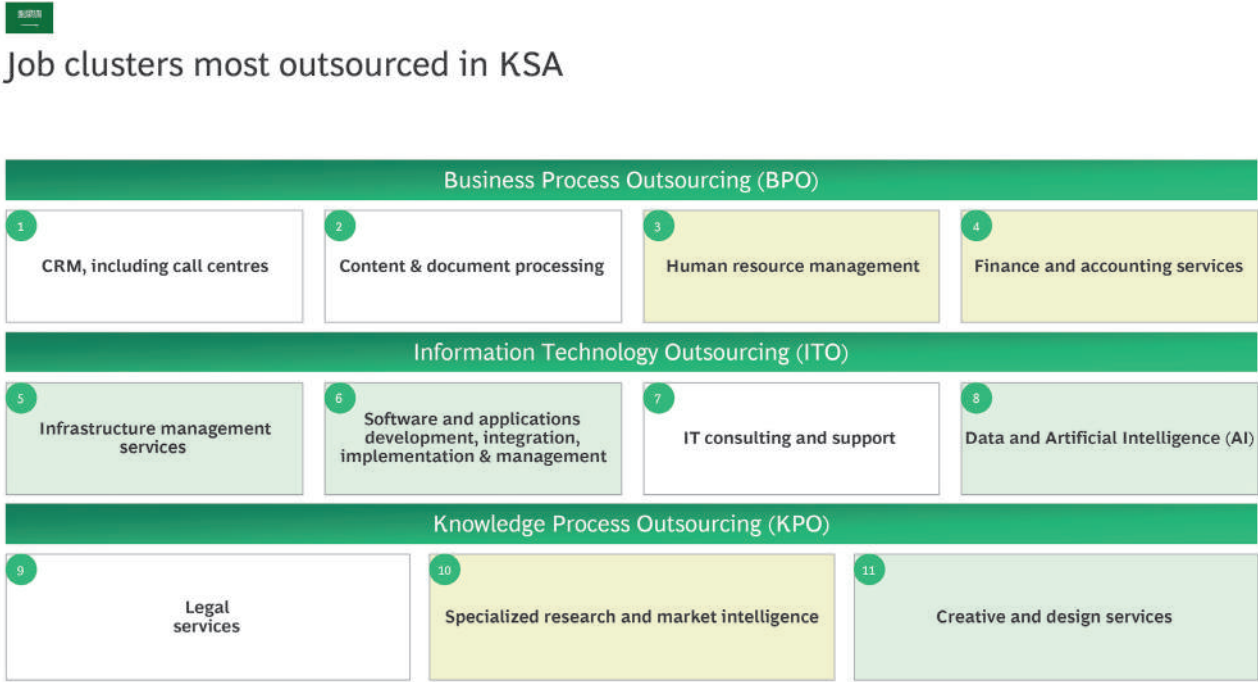 Job clusters most outsourced in KSA
Business Process Outsourcing (BPO)
1
CRM, including call centres
2
Content & document processing
3
Human resource management
4
Finance and accounting services
Information Technology Outsourcing (ITO)
5
Infrastructure management
services
6
Software and applications
development, integration,
implementation & management
7
IT consulting and support
8
Data and Artificial Intelligence (AI)
Knowledge Process Outsourcing (KPO)
9
Legal
services
10
Specialized research and market intelligence
11
Creative and design services